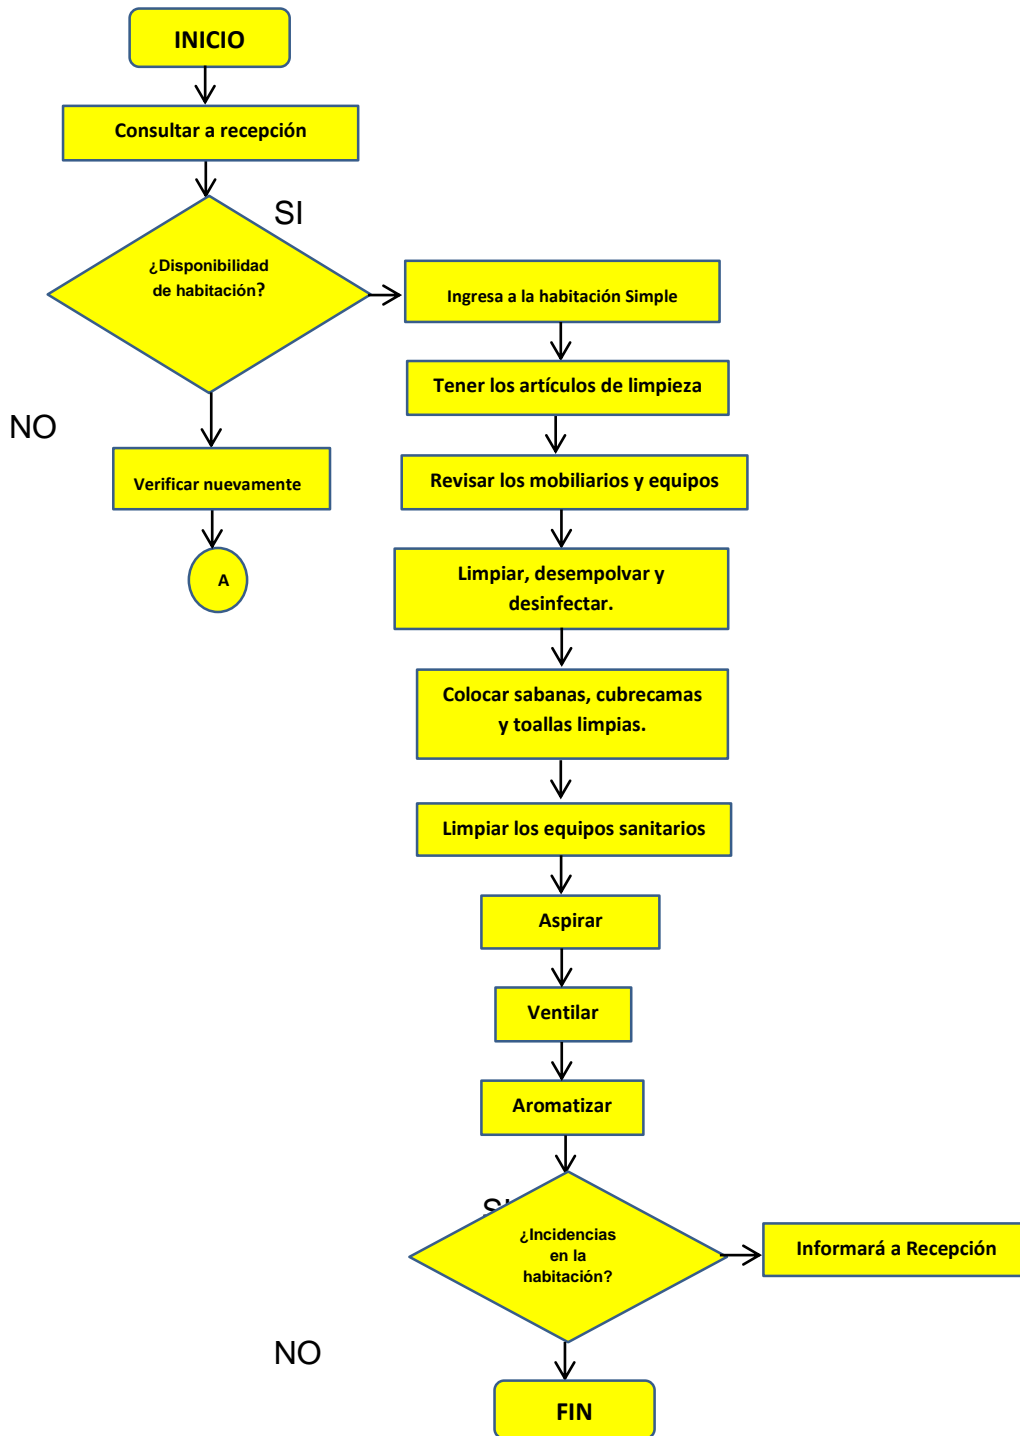 INICIO
Consultar a recepción
SI
¿Disponibilidad
de habitación?
Ingresa a la habitación Simple
Tener los artículos de limpieza
NO
Verificar nuevamente
Revisar los mobiliarios y equipos
A
Limpiar, desempolvar y
desinfectar.
Colocar sabanas, cubrecamas
y toallas limpias.
Limpiar los equipos sanitarios
Aspirar
Ventilar
Aromatizar
SI
¿Incidencias
en la
habitación?
Informará a Recepción
NO
FIN